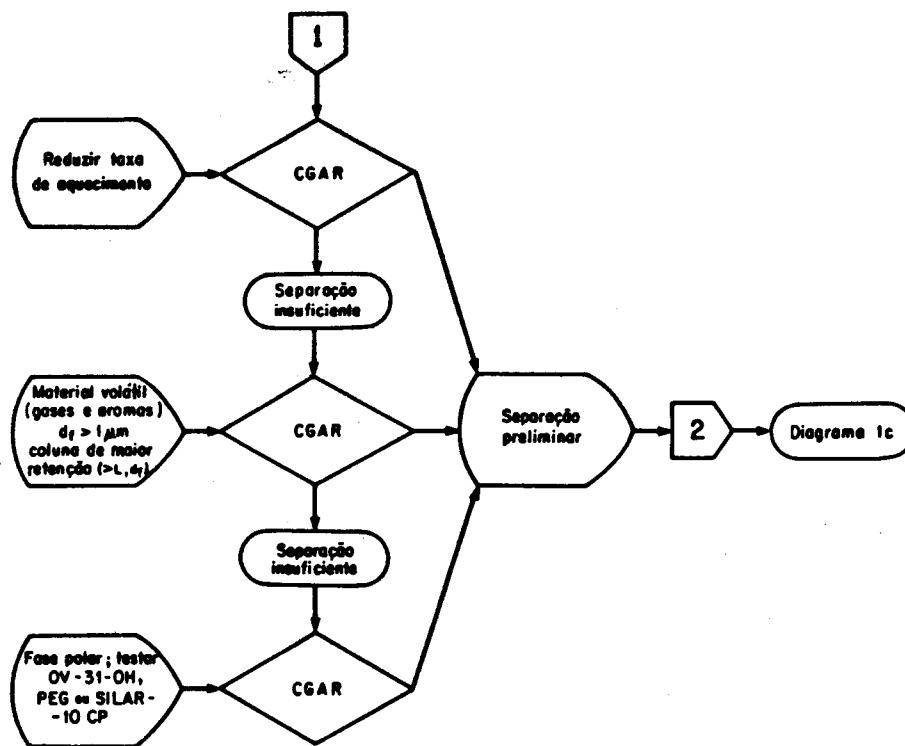 1
Reduzir taxa
de aquecimento
CGAR
Separação
insuficiente
Material volátil
(gases e aromas)
df > 1 µm
coluna de maior
retenção (>L, df)
CGAR
Separação
preliminar
2
Diagrama 1c
Separação
insuficiente
Fase polar; testar
OV-31-OH,
PEG ou SILAR-
-10 CP
CGAR